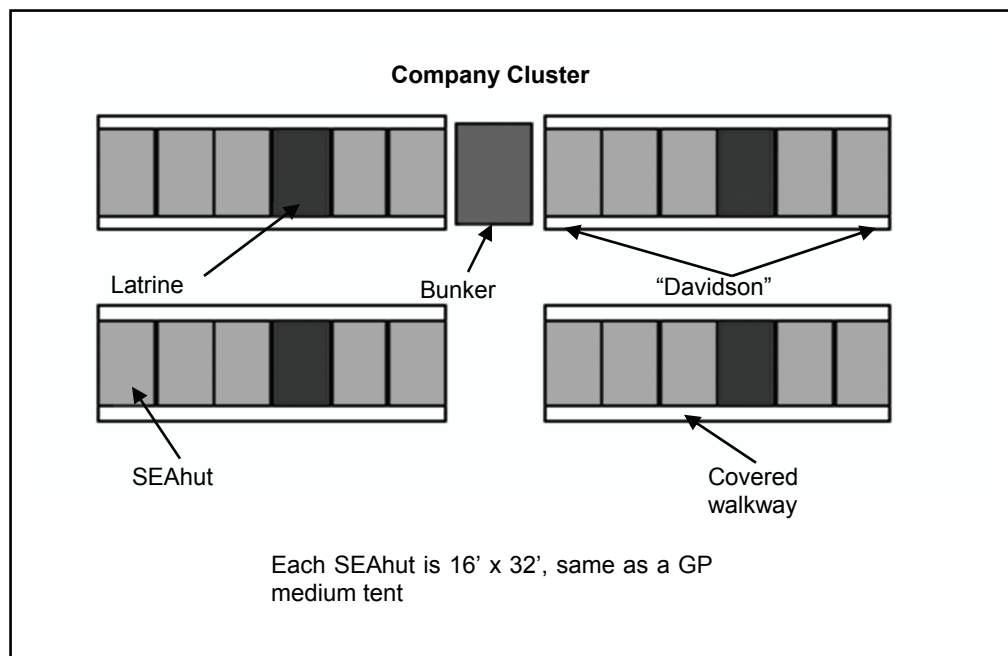 Company Cluster
Latrine
Bunker
“Davidson”
SEAhut
Covered
walkway
Each SEAhut is 16’ x 32’, same as a GP
medium tent